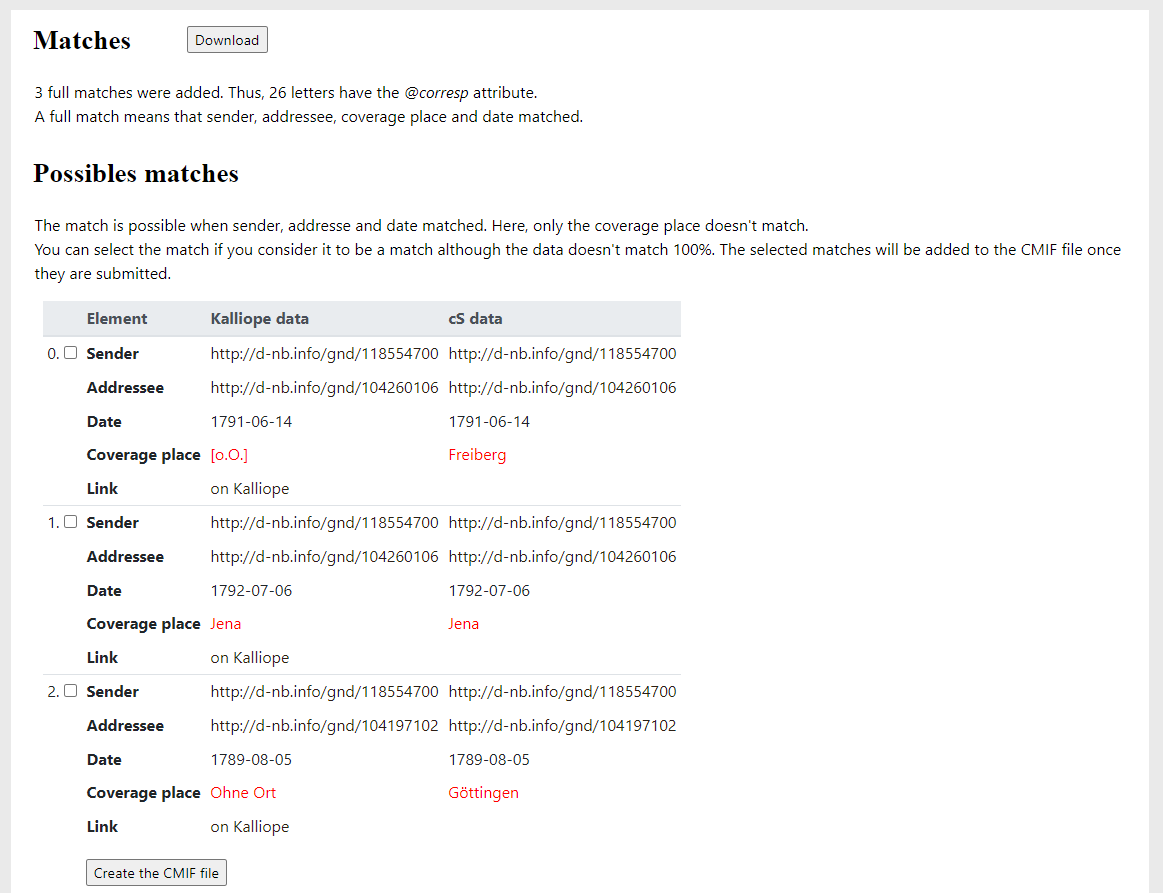 Matches Download
3 full matches were added. Thus, 26 letters have the @corresp attribute.
A full match means that sender, addressee, coverage place and date matched.
Possibles matches
The match is possible when sender, addresse and date matched. Here, only the coverage place doesn't match.
You can select the match if you consider it to be a match although the data doesn't match 100%. The selected matches will be added to the CMIF file once
they are submitted.
Element Kalliope data cS data
0. Sender http://d-nb.info/gnd/118554700 http://d-nb.info/gnd/118554700
Addressee http://d-nb.info/gnd/104260106 http://d-nb.info/gnd/104260106
Date 1791-06-14 1791-06-14
Coverage place [o.O.] Freiberg
Link on Kalliope
1. Sender http://d-nb.info/gnd/118554700 http://d-nb.info/gnd/118554700
Addressee http://d-nb.info/gnd/104260106 http://d-nb.info/gnd/104260106
Date 1792-07-06 1792-07-06
Coverage place Jena Jena
Link on Kalliope
2. Sender http://d-nb.info/gnd/118554700 http://d-nb.info/gnd/118554700
Addressee http://d-nb.info/gnd/104197102 http://d-nb.info/gnd/104197102
Date 1789-08-05 1789-08-05
Coverage place Ohne Ort Göttingen
Link on Kalliope
Create the CMIF file